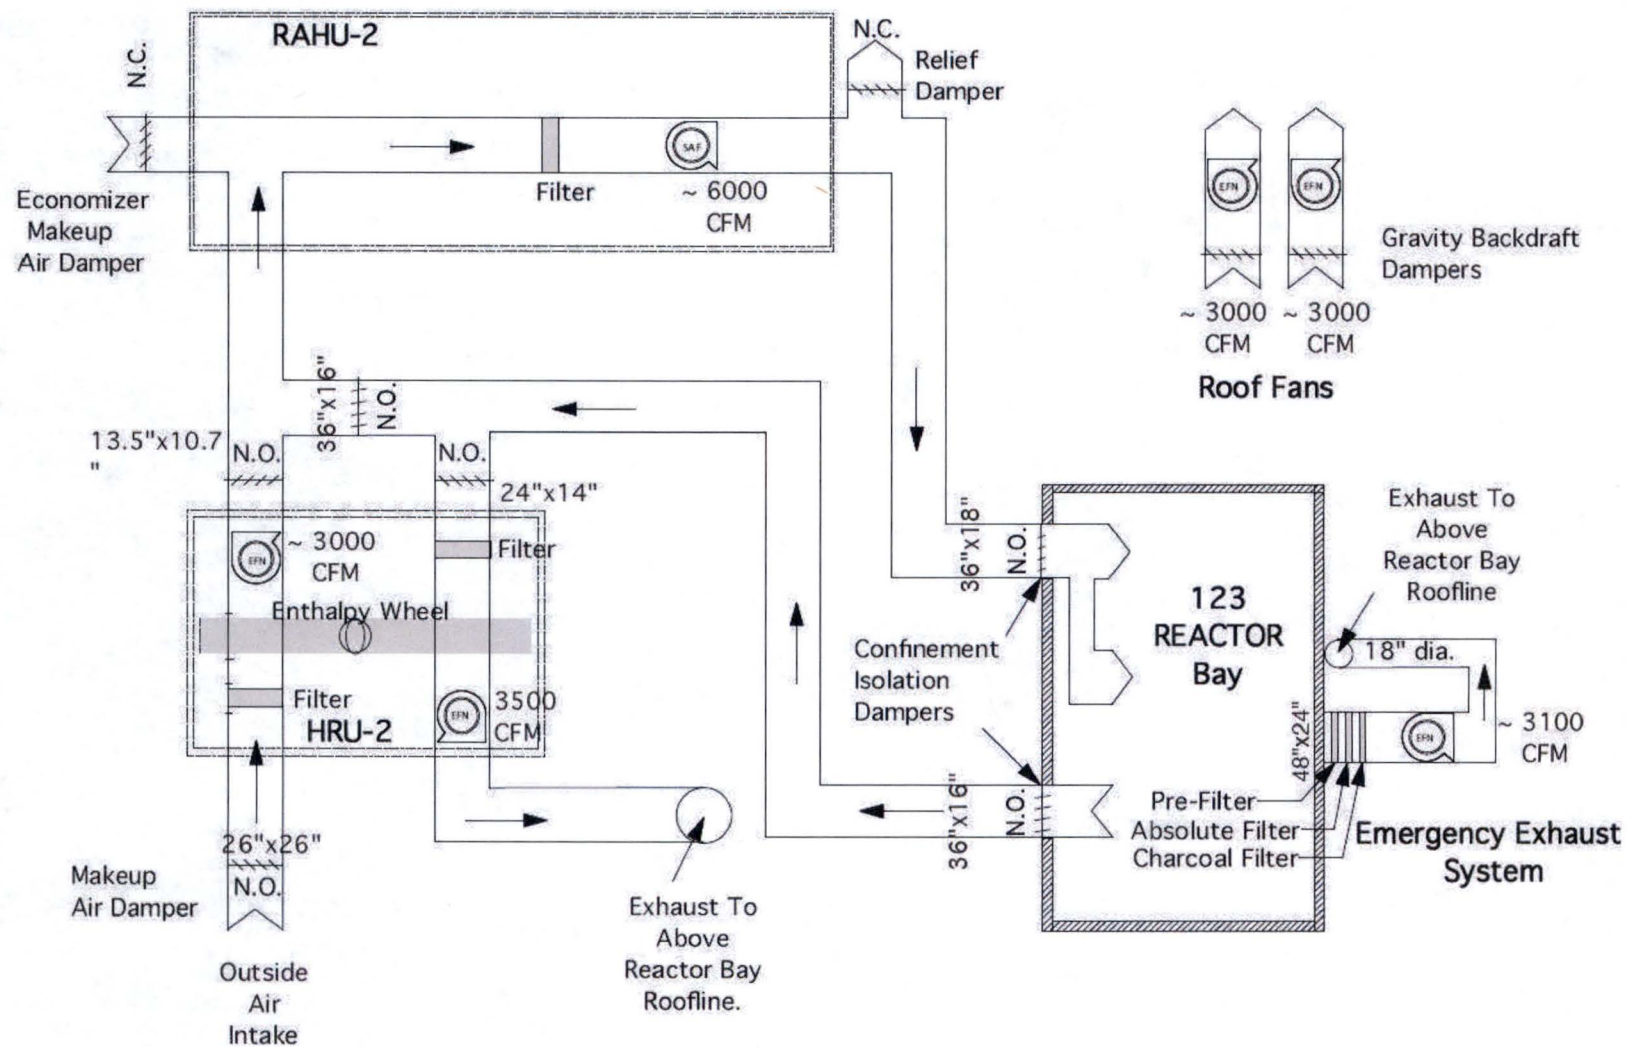 RAHU-2
N.C.
N.C.
Relief
Damper
SAF
Filter
~ 6000
CFM
Economizer
Makeup
Air Damper
EFN
EFN
Gravity Backdraft
Dampers
~ 3000
CFM
~ 3000
CFM
Roof Fans
36"x16"
N.O.
13.5"x10.7
"
N.O.
N.O.
24"x14"
EFN
~ 3000
CFM
Filter
Enthalpy Wheel
Filter
HRU-2
EFN
3500
CFM
26"x26"
Makeup
Air Damper
N.O.
Outside
Air
Intake
Exhaust To
Above
Reactor Bay
Roofline.
36"x18"
N.O.
Confinement
Isolation
Dampers
36"x16"
N.O.
123
REACTOR
Bay
Exhaust To
Above
Reactor Bay
Roofline
18" dia.
48"x24"
EFN
~ 3100
CFM
Pre-Filter
Absolute Filter
Charcoal Filter
Emergency Exhaust
System